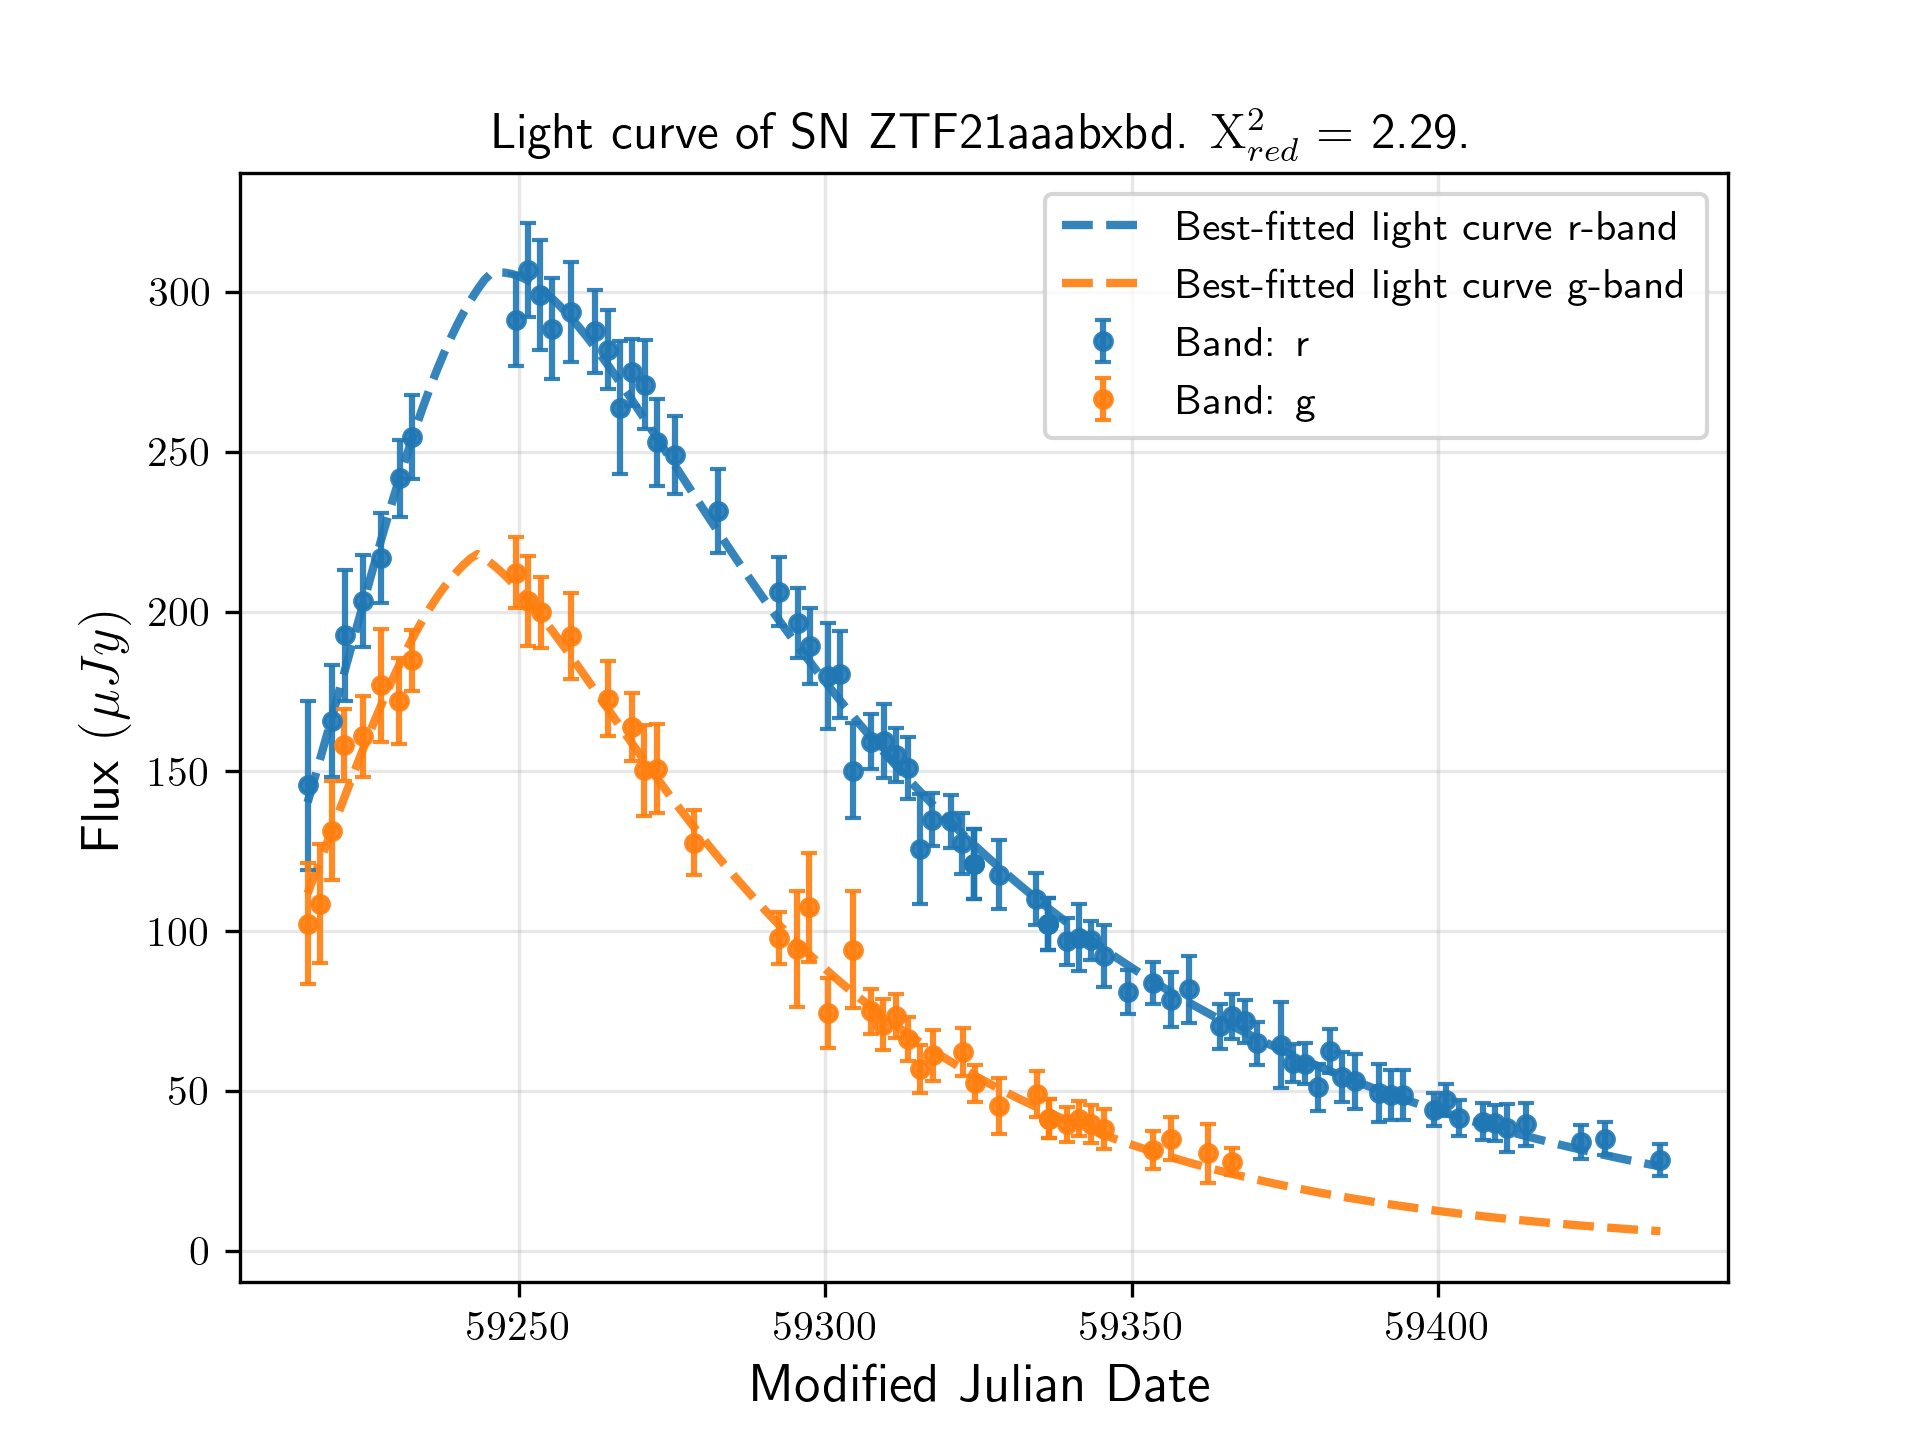 Light curve of SN ZTF21aaabxbd. X²_red = 2.29.
Best-fitted light curve r-band
Best-fitted light curve g-band
Band: r
Band: g
Flux (μJy)
300
250
200
150
100
50
0
59250 59300 59350 59400
Modified Julian Date